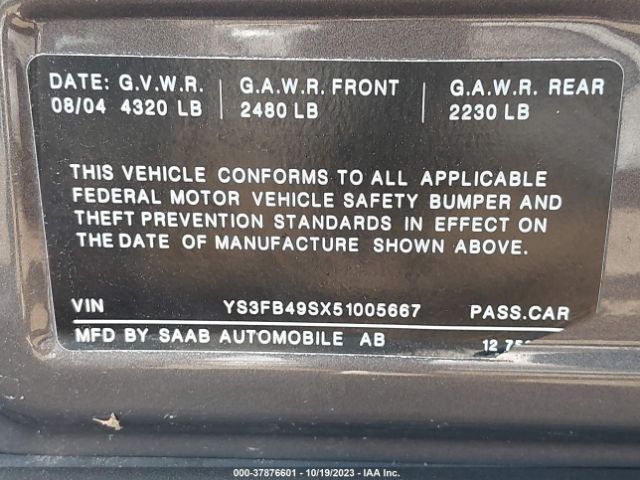 DATE: G.V.W.R. G.A.W.R. FRONT G.A.W.R. REAR
08/04 4320 LB 2480 LB 2230 LB
THIS VEHICLE CONFORMS TO ALL APPLICABLE
FEDERAL MOTOR VEHICLE SAFETY BUMPER AND
THEFT PREVENTION STANDARDS IN EFFECT ON
THE DATE OF MANUFACTURE SHOWN ABOVE.
VIN YS3FB49SX51005667 PASS.CAR
MFD BY SAAB AUTOMOBILE AB 12
000-37876601 - 10/19/2023 - IAA Inc.